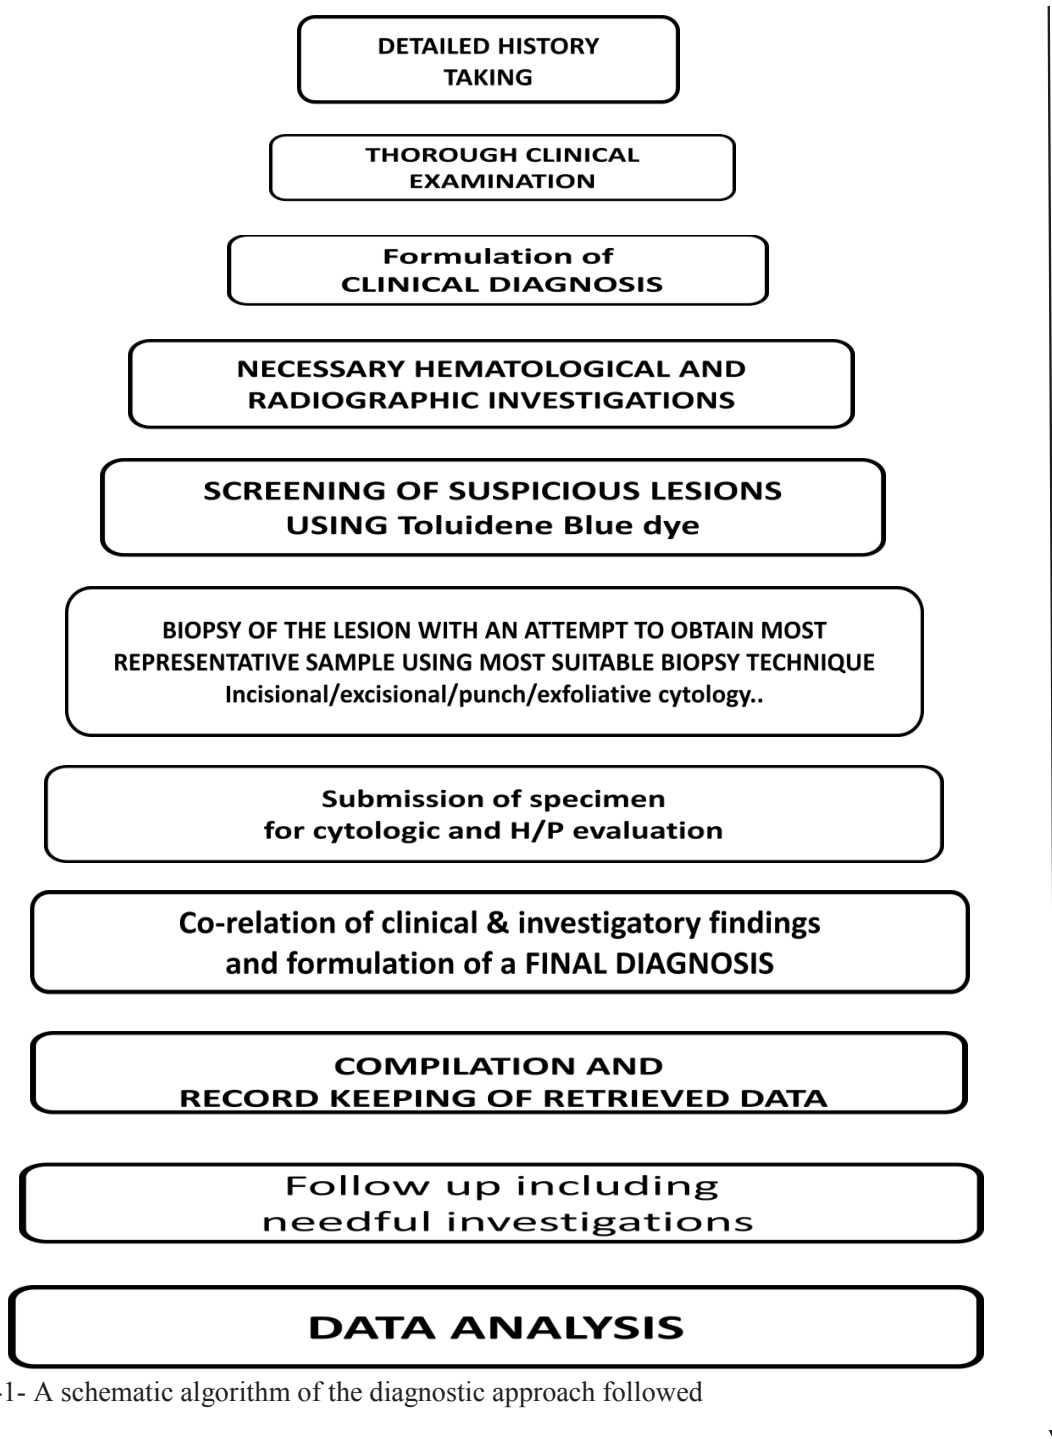 DETAILED HISTORY
TAKING
THOROUGH CLINICAL
EXAMINATION
Formulation of
CLINICAL DIAGNOSIS
NECESSARY HEMATOLOGICAL AND
RADIOGRAPHIC INVESTIGATIONS
SCREENING OF SUSPICIOUS LESIONS
USING Toluidene Blue dye
BIOPSY OF THE LESION WITH AN ATTEMPT TO OBTAIN MOST
REPRESENTATIVE SAMPLE USING MOST SUITABLE BIOPSY TECHNIQUE
Incisional/excisional/punch/exfoliative cytology..
Submission of specimen
for cytologic and H/P evaluation
Co-relation of clinical & investigatory findings
and formulation of a FINAL DIAGNOSIS
COMPILATION AND
RECORD KEEPING OF RETRIEVED DATA
Follow up including
needful investigations
DATA ANALYSIS
-1- A schematic algorithm of the diagnostic approach followed